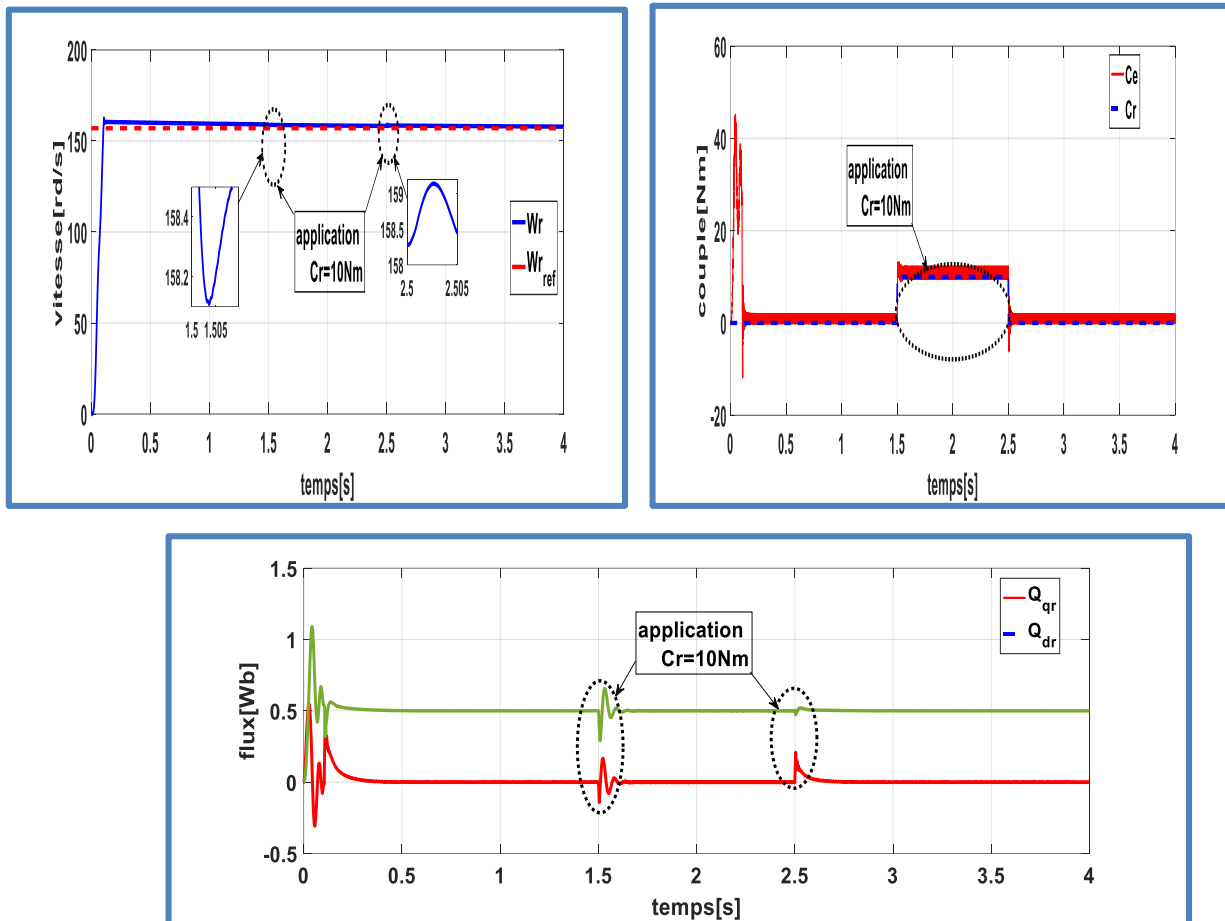 200
150
100
50
0
vitesse[rd/s]
158.4
158.2
1.5 1.505
application
Cr=10Nm
159
158.5
158
2.5 2.505
Wr
Wr_ref
0 0.5 1 1.5 2 2.5 3 3.5 4
temps[s]
60
40
20
0
-20
couple[Nm]
Ce
Cr
application
Cr=10Nm
0 0.5 1 1.5 2 2.5 3 3.5 4
temps[s]
1.5
1
0.5
0
-0.5
flux[Wb]
application
Cr=10Nm
Q_qr
Q_dr
0 0.5 1 1.5 2 2.5 3 3.5 4
temps[s]